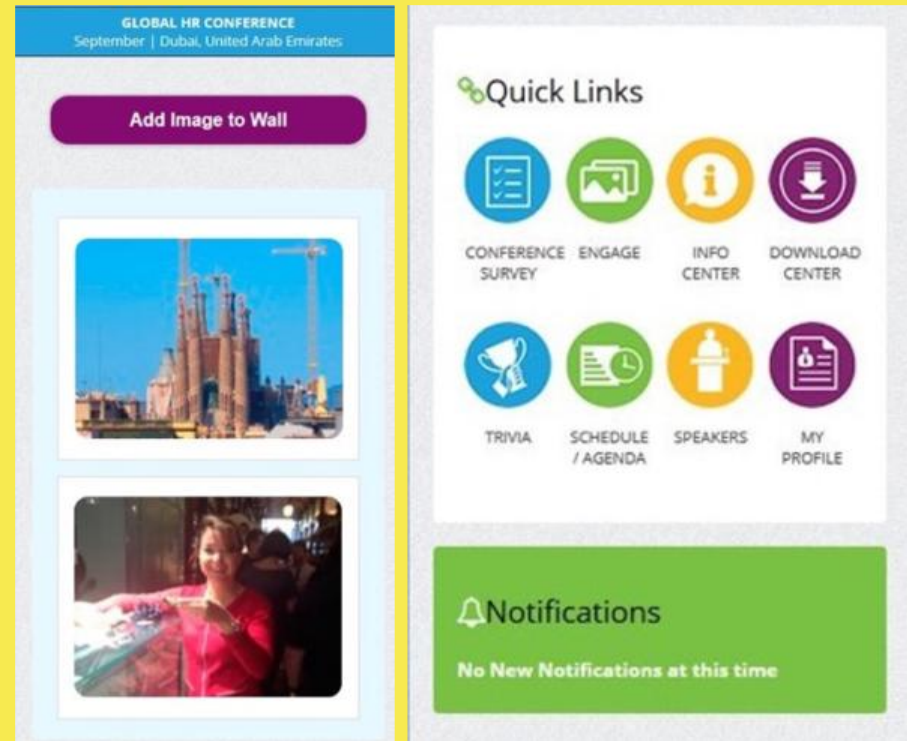 GLOBAL HR CONFERENCE
September | Dubai, United Arab Emirates
Add Image to Wall
Quick Links
CONFERENCE SURVEY
ENGAGE
INFO CENTER
DOWNLOAD CENTER
TRIVIA
SCHEDULE / AGENDA
SPEAKERS
MY PROFILE
Notifications
No New Notifications at this time